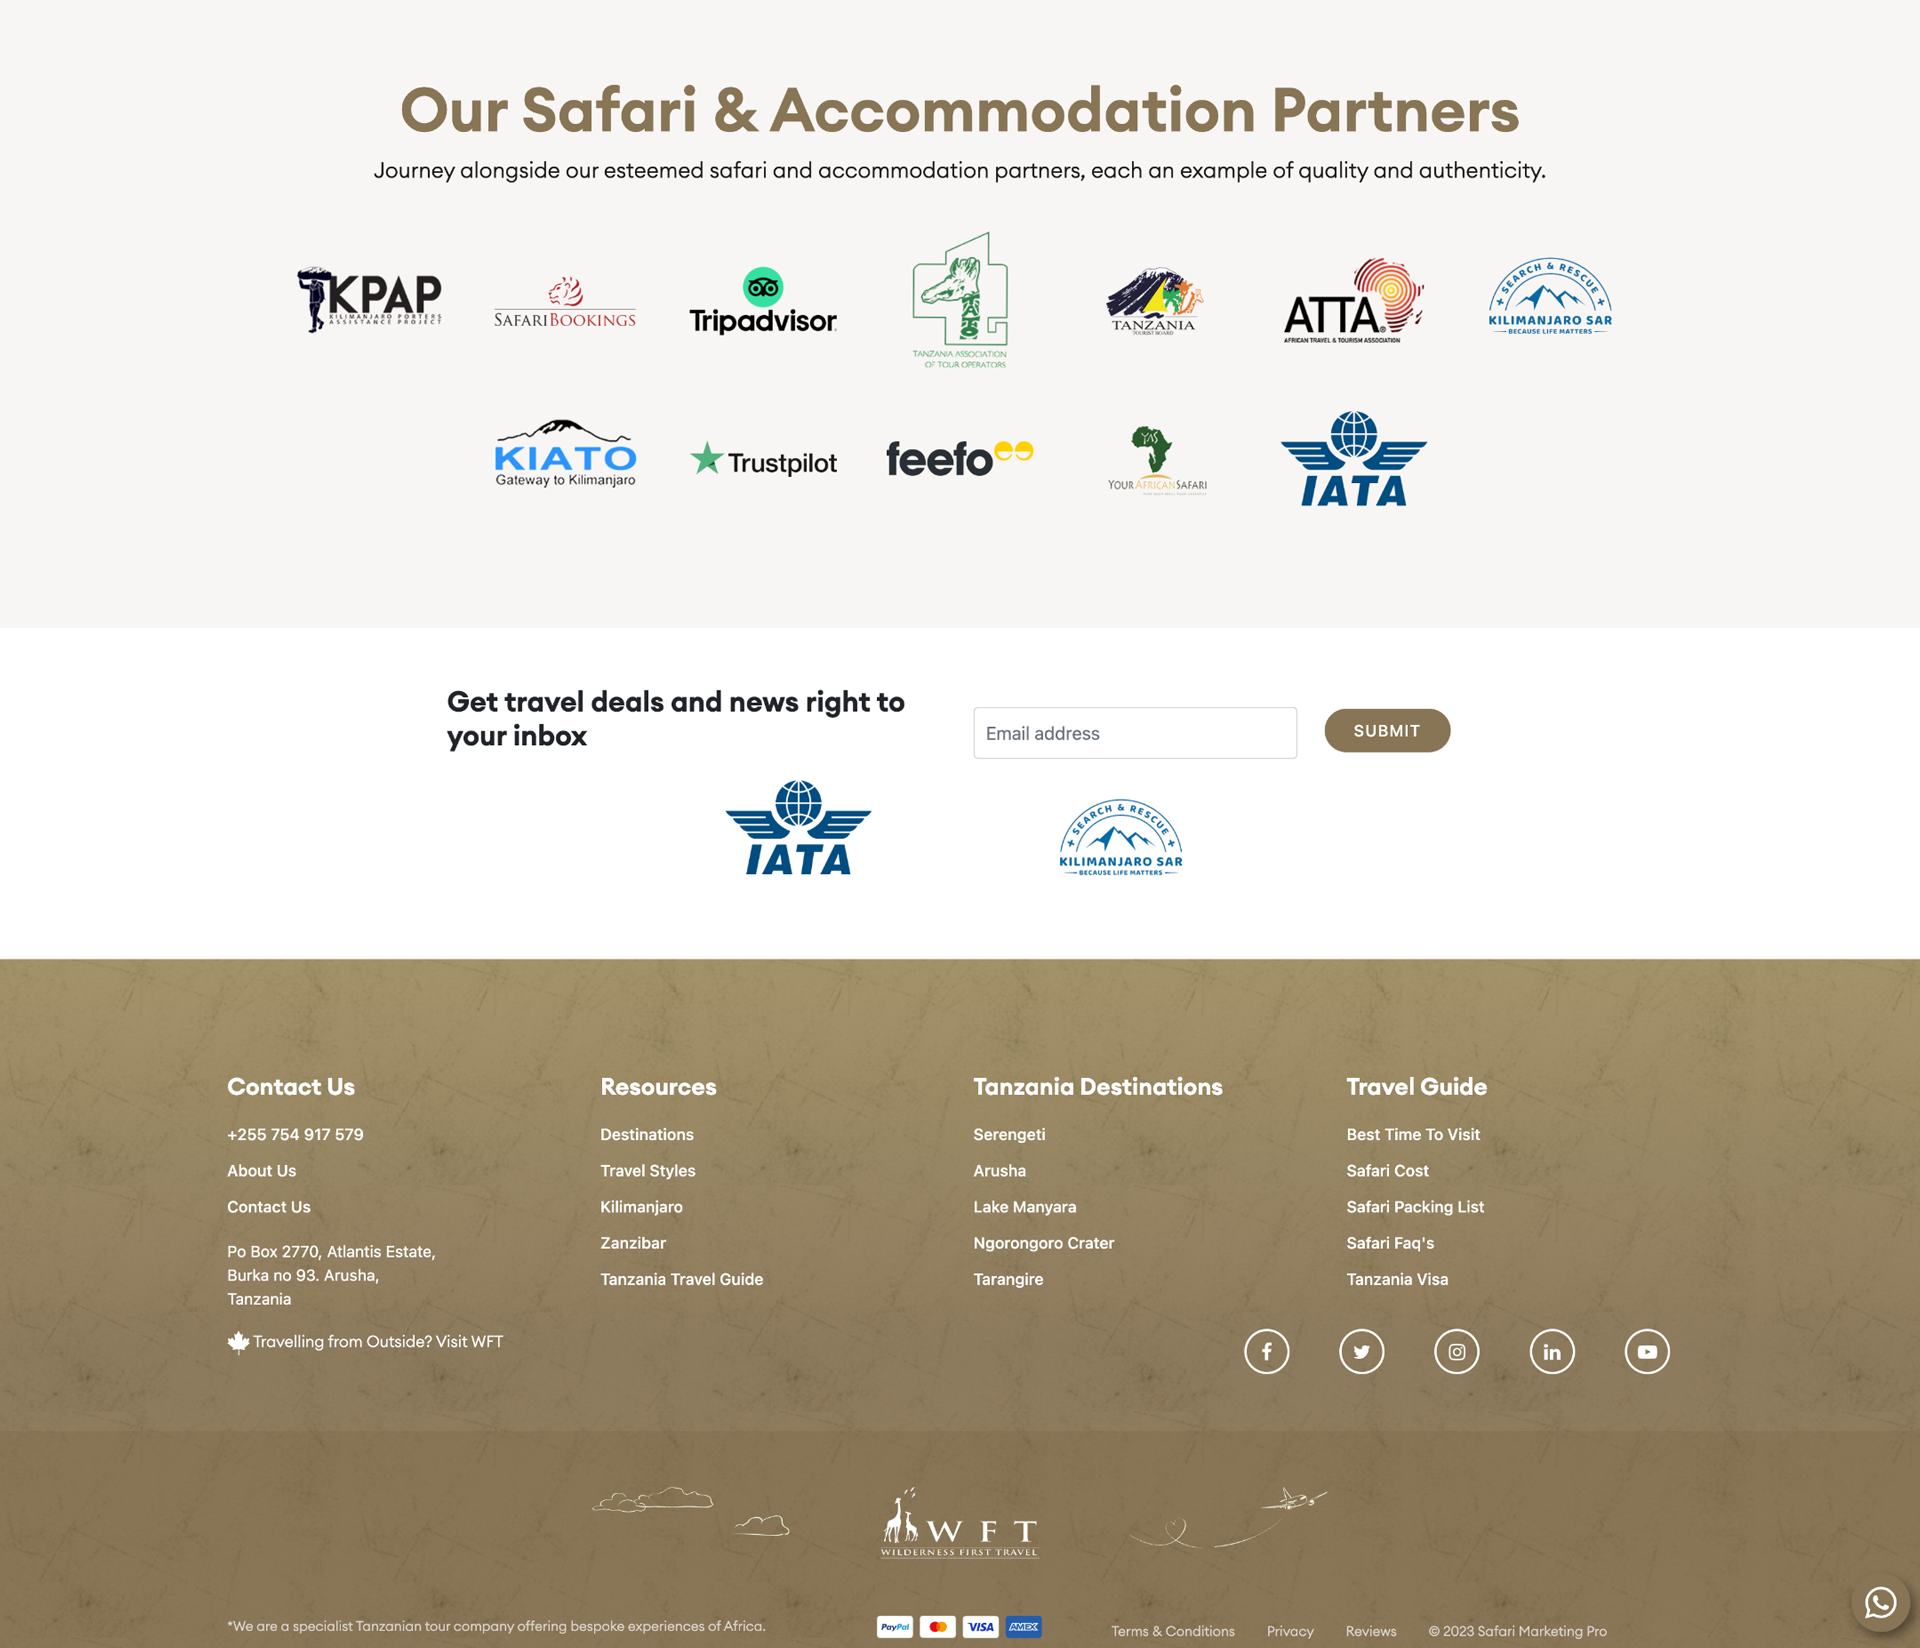 Our Safari & Accommodation Partners
Journey alongside our esteemed safari and accommodation partners, each an example of quality and authenticity.
KPAP
KILIMANJARO PORTERS
ASSISTANCE PROJECT
SAFARIBOOKINGS
Tripadvisor
TATO
TANZANIA ASSOCIATION
OF TOUR OPERATORS
TANZANIA
TOURIST BOARD
ATTA®
AFRICAN TRAVEL & TOURISM ASSOCIATION
SEARCH & RESCUE
KILIMANJARO SAR
BECAUSE LIFE MATTERS
KIATO
Gateway to Kilimanjaro
Trustpilot
feefo
YAS
YOUR AFRICAN SAFARI
IATA
Get travel deals and news right to
your inbox
Email address
SUBMIT
IATA
SEARCH & RESCUE
KILIMANJARO SAR
BECAUSE LIFE MATTERS
Contact Us
+255 754 917 579
About Us
Contact Us
Po Box 2770, Atlantis Estate,
Burka no 93. Arusha,
Tanzania
Travelling from Outside? Visit WFT
Resources
Destinations
Travel Styles
Kilimanjaro
Zanzibar
Tanzania Travel Guide
Tanzania Destinations
Serengeti
Arusha
Lake Manyara
Ngorongoro Crater
Tarangire
Travel Guide
Best Time To Visit
Safari Cost
Safari Packing List
Safari Faq's
Tanzania Visa
WFT
WILDERNESS FIRST TRAVEL
*We are a specialist Tanzanian tour company offering bespoke experiences of Africa.
PayPal
VISA
AMEX
Terms & Conditions
Privacy
Reviews
© 2023 Safari Marketing Pro